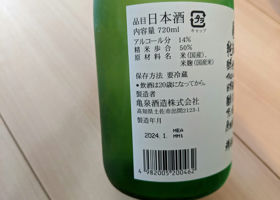 品目 日本酒
内容量 720ml
アルコール分 14%
精米歩合 50%
原材料名 米(国産)、
米麹(国産米)
保存方法 要冷蔵
•飲酒は20歳になってから。
製造者
亀泉酒造株式会社
高知県土佐市出間2123-1
製造年月
2024. 1.
MEA
MM1
キャップ
4 982005 200462